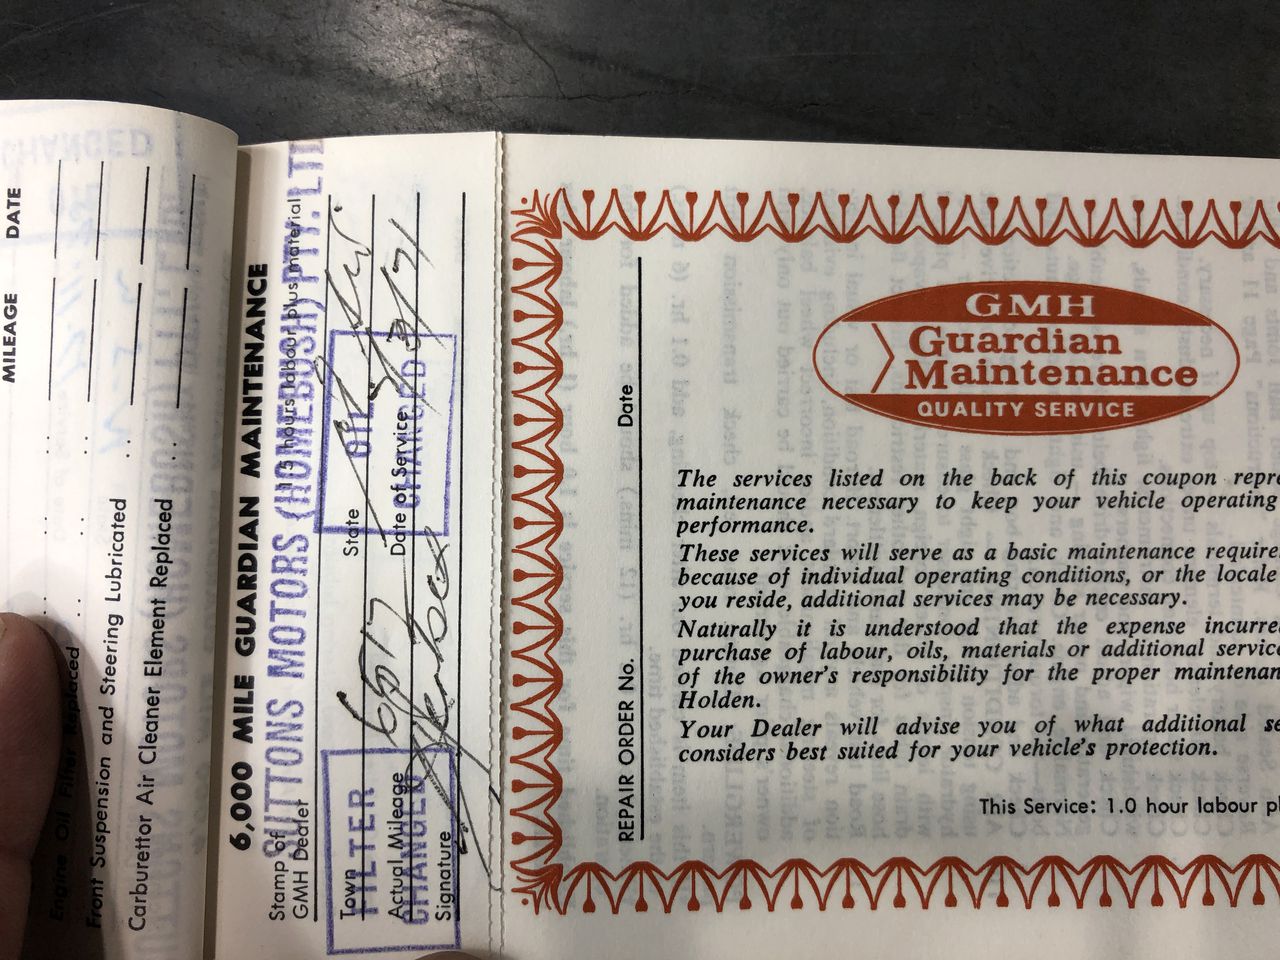 MILEAGE DATE
Engine Oil Filter Replaced
Front Suspension and Steering Lubricated
Carburettor Air Cleaner Element Replaced
6,000 MILE GUARDIAN MAINTENANCE
1.5 hours labour plus material
Stamp of
GMH Dealer
SUTTONS MOTORS (HOMEBUSH) PTY. LTD
Town State
FILTER
CHANGED
OIL
CHANGED
Actual Mileage 6517 Date of Service
Signature
REPAIR ORDER No. Date
GMH
Guardian
Maintenance
QUALITY SERVICE
The services listed on the back of this coupon repre
maintenance necessary to keep your vehicle operating
performance.
These services will serve as a basic maintenance require
because of individual operating conditions, or the locale
you reside, additional services may be necessary.
Naturally it is understood that the expense incurre
purchase of labour, oils, materials or additional service
of the owner's responsibility for the proper maintenan
Holden.
Your Dealer will advise you of what additional se
considers best suited for your vehicle's protection.
This Service: 1.0 hour labour pl